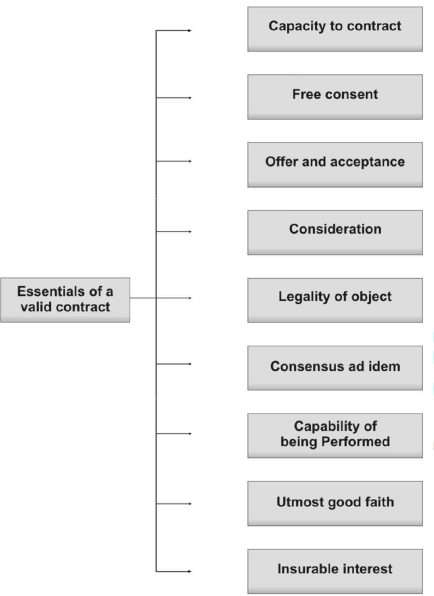 Capacity to contract
Free consent
Offer and acceptance
Consideration
Essentials of a
valid contract
Legality of object
Consensus ad idem
Capability of
being Performed
Utmost good faith
Insurable interest